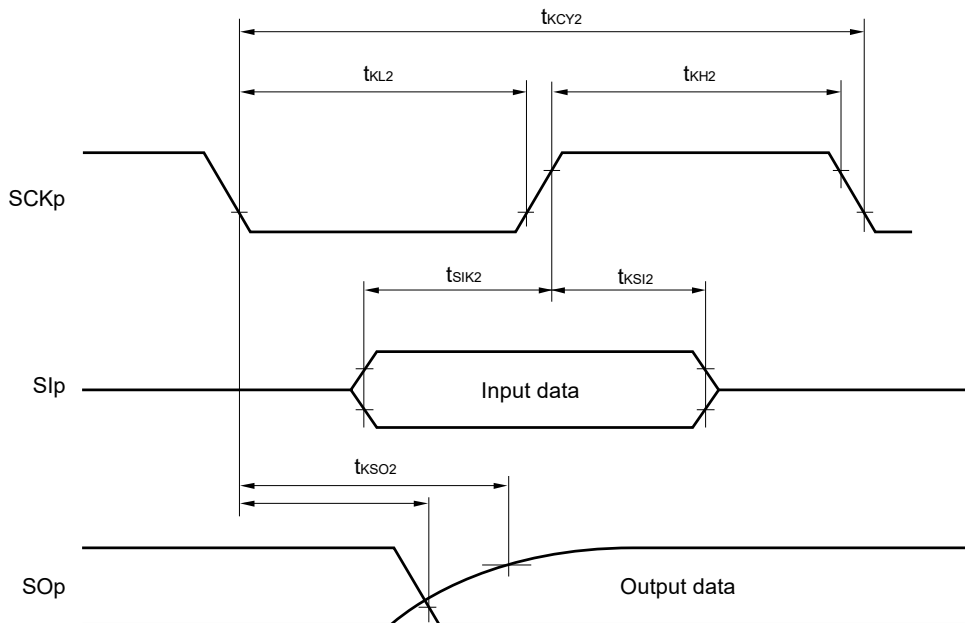 tKCY2
tKL2
tKH2
SCKp
tSIK2
tKSI2
SIp
Input data
tKSO2
SOp
Output data